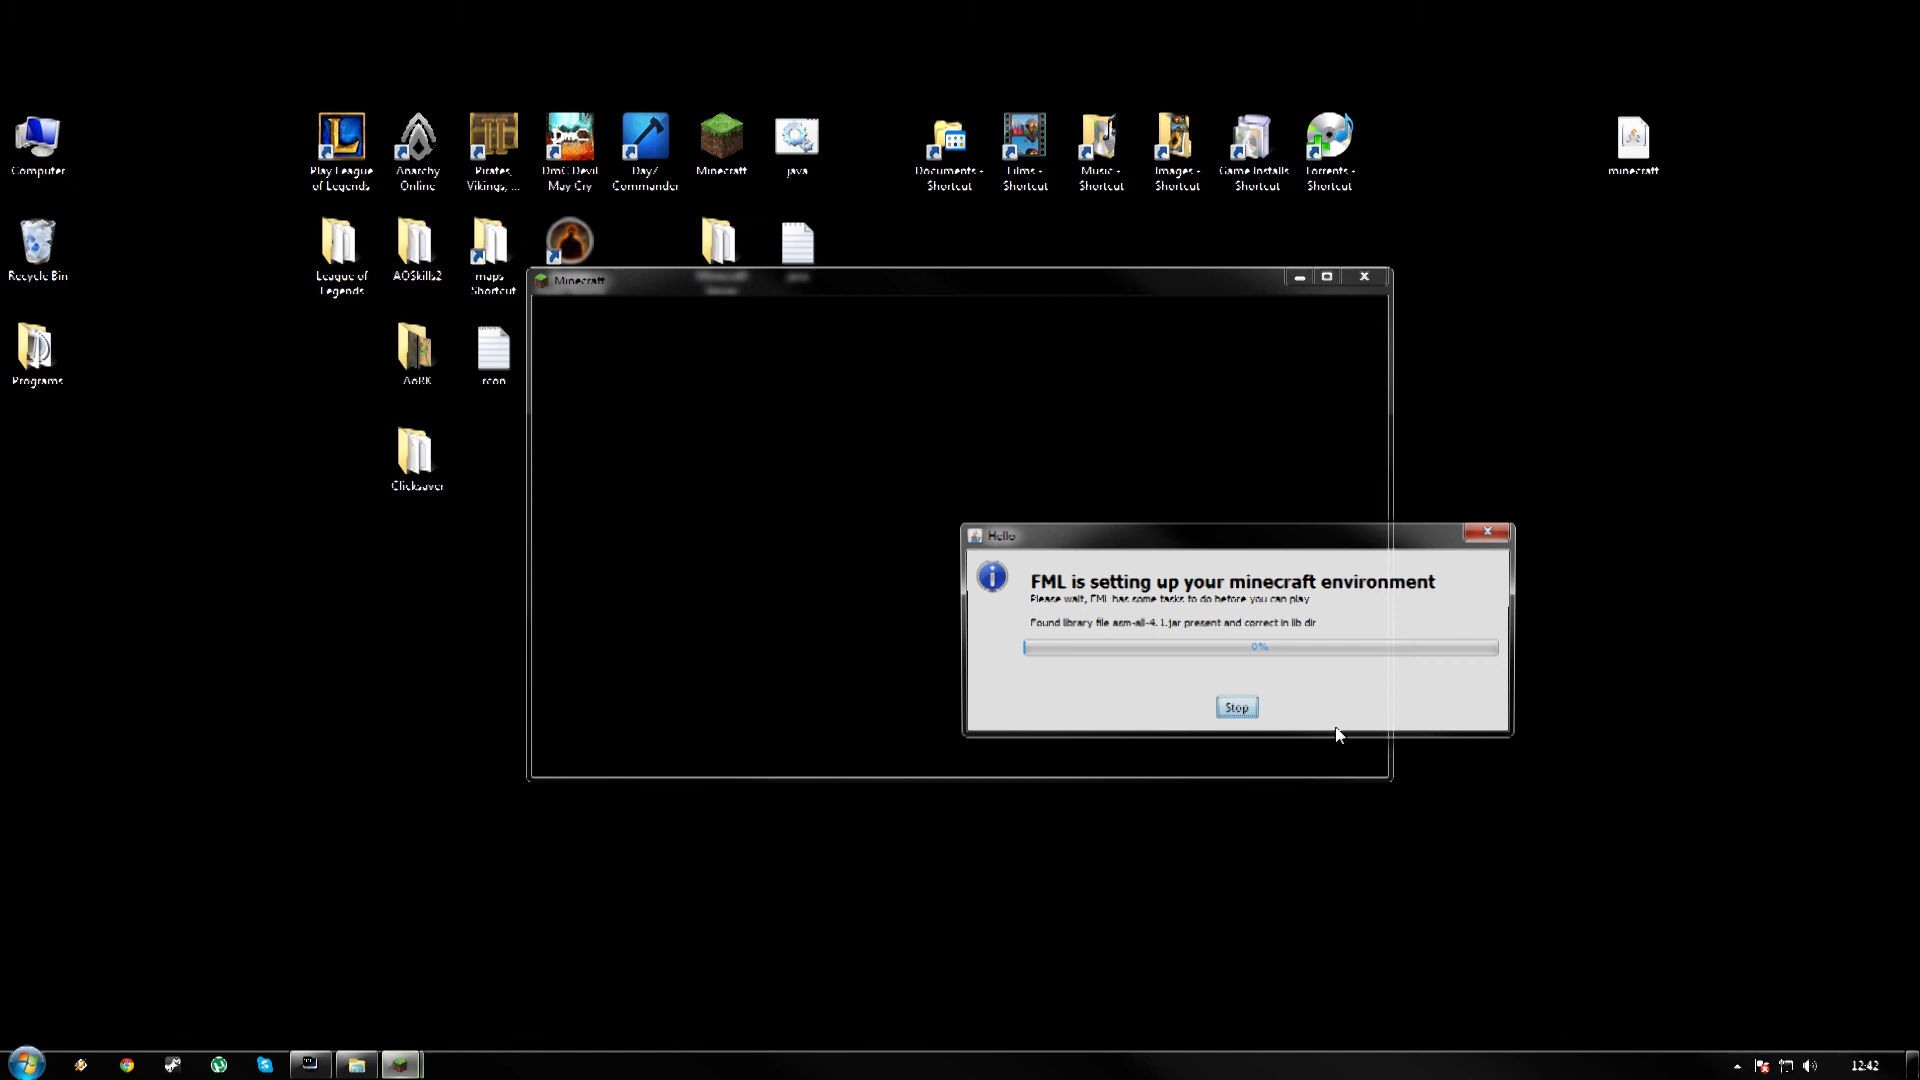 Computer
Play League
of Legends
Anarchy
Online
Pirates,
Vikings, ...
DmC Devil
May Cry
DayZ
Commander
Minecraft
java
Documents -
Shortcut
Films -
Shortcut
Music -
Shortcut
Images -
Shortcut
Game Installs
Shortcut
Torrents -
Shortcut
minecraft
Recycle Bin
League of
Legends
AOSkills2
maps
Shortcut
Minecraft
Programs
AoRK
rcon
Clicksaver
Hello
FML is setting up your minecraft environment
Please wait, FML has some tasks to do before you can play
Found library file asm-all-4.1.jar present and correct in lib dir
0%
Stop
12:42